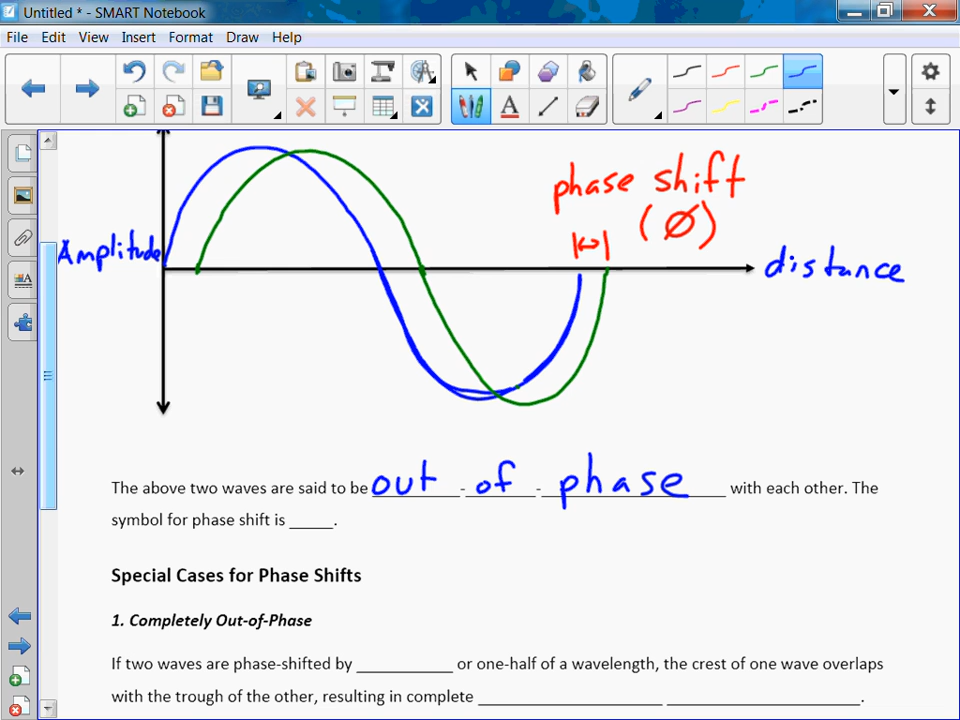 Untitled * - SMART Notebook
File Edit View Insert Format Draw Help
phase shift
(Ø)
Amplitude
distance
The above two waves are said to be out - of - phase with each other. The
symbol for phase shift is _____.
Special Cases for Phase Shifts
1. Completely Out-of-Phase
If two waves are phase-shifted by ___________ or one-half of a wavelength, the crest of one wave overlaps
with the trough of the other, resulting in complete _____________________ ______________________.